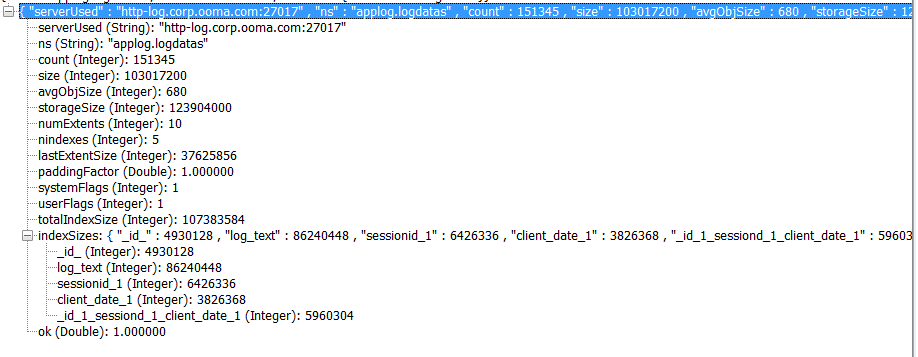 { "serverUsed" : "http-log.corp.ooma.com:27017" , "ns" : "applog.logdatas" , "count" : 151345 , "size" : 103017200 , "avgObjSize" : 680 , "storageSize" : 12
serverUsed (String): "http-log.corp.ooma.com:27017"
ns (String): "applog.logdatas"
count (Integer): 151345
size (Integer): 103017200
avgObjSize (Integer): 680
storageSize (Integer): 123904000
numExtents (Integer): 10
nindexes (Integer): 5
lastExtentSize (Integer): 37625856
paddingFactor (Double): 1.000000
systemFlags (Integer): 1
userFlags (Integer): 1
totalIndexSize (Integer): 107383584
indexSizes: { "_id_" : 4930128 , "log_text" : 86240448 , "sessionid_1" : 6426336 , "client_date_1" : 3826368 , "_id_1_sessiond_1_client_date_1" : 59603
_id_ (Integer): 4930128
log_text (Integer): 86240448
sessionid_1 (Integer): 6426336
client_date_1 (Integer): 3826368
_id_1_sessiond_1_client_date_1 (Integer): 5960304
ok (Double): 1.000000